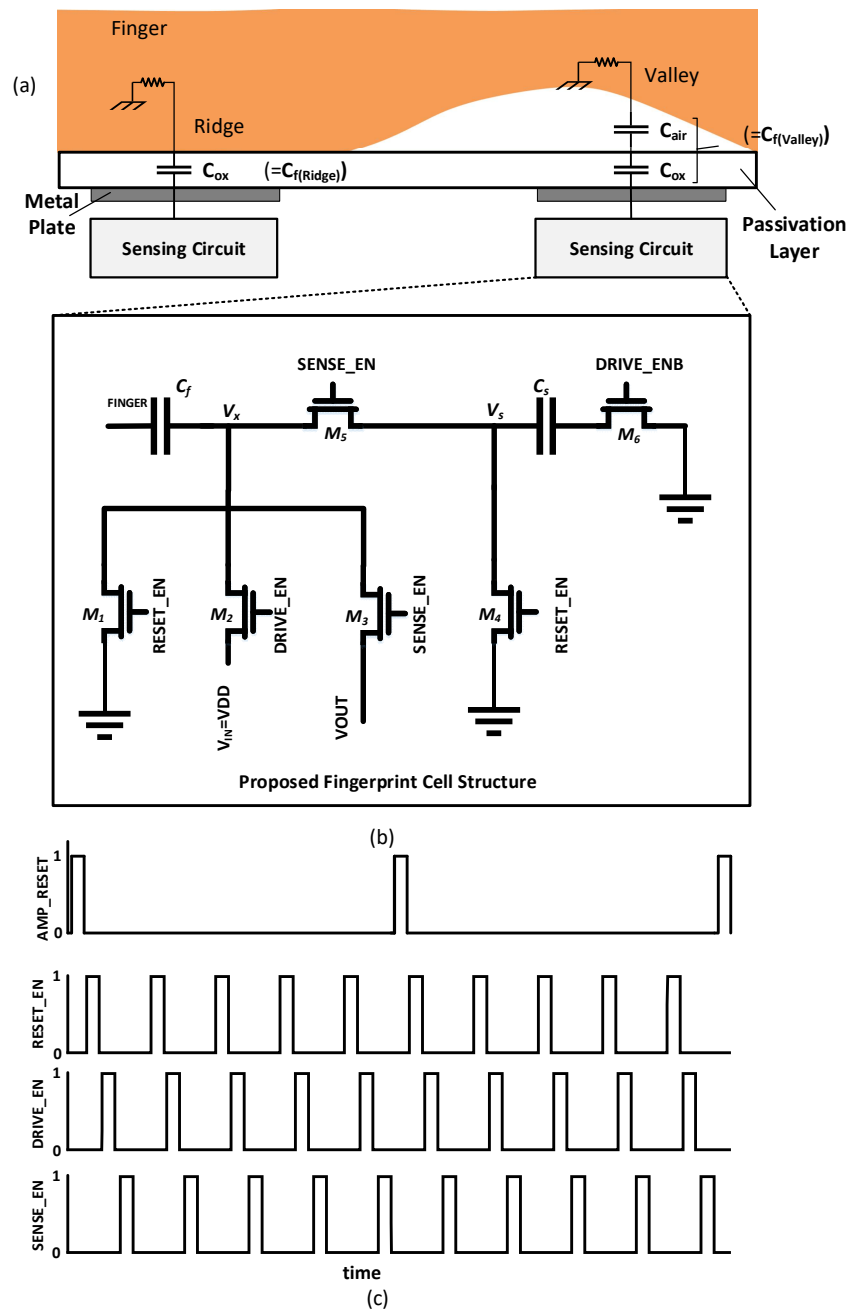 Finger
(a)
Valley
Ridge
C_air
(=C_f(Valley))
C_ox
(=C_f(Ridge))
C_ox
Metal
Plate
Passivation
Layer
Sensing Circuit
Sensing Circuit
SENSE_EN
DRIVE_ENB
C_f
C_s
FINGER
V_x
V_s
M_5
M_6
M_1
RESET_EN
M_2
DRIVE_EN
M_3
SENSE_EN
M_4
RESET_EN
V_IN=VDD
VOUT
Proposed Fingerprint Cell Structure
(b)
AMP_RESET
1
0
RESET_EN
1
0
DRIVE_EN
1
0
SENSE_EN
1
0
time
(c)